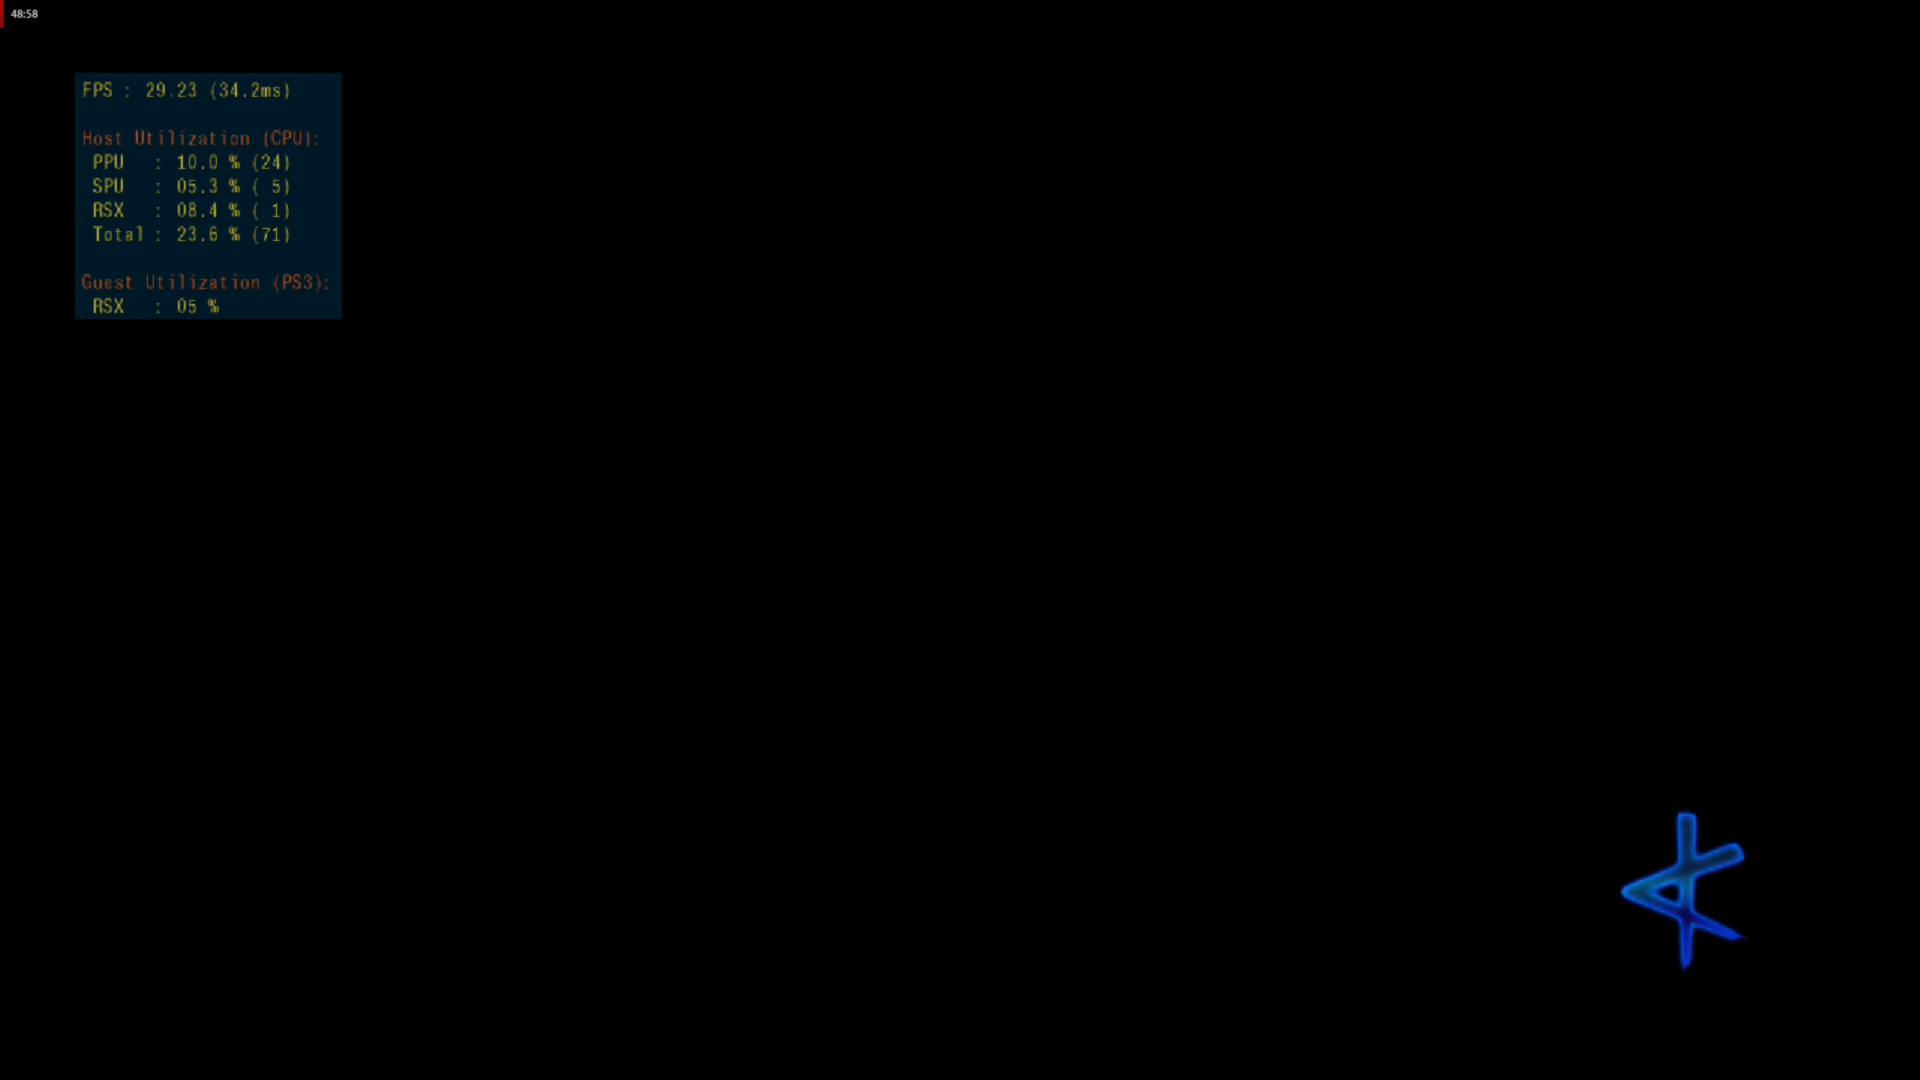 48:58
FPS : 29.23 (34.2ms)
Host Utilization (CPU):
PPU : 10.0 % (24)
SPU : 05.3 % ( 5)
RSX : 08.4 % ( 1)
Total : 23.6 % (71)
Guest Utilization (PS3):
RSX : 05 %